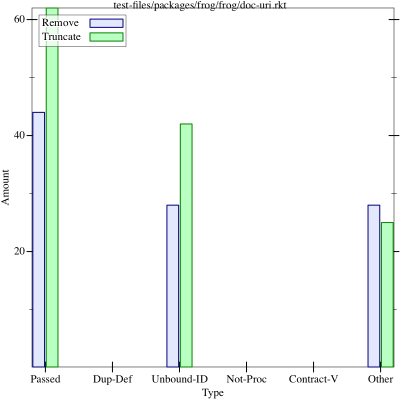 test-files/packages/frog/frog/doc-uri.rkt
60
Remove
Truncate
40
20
Amount
Passed Dup-Def Unbound-ID Not-Proc Contract-V Other
Type